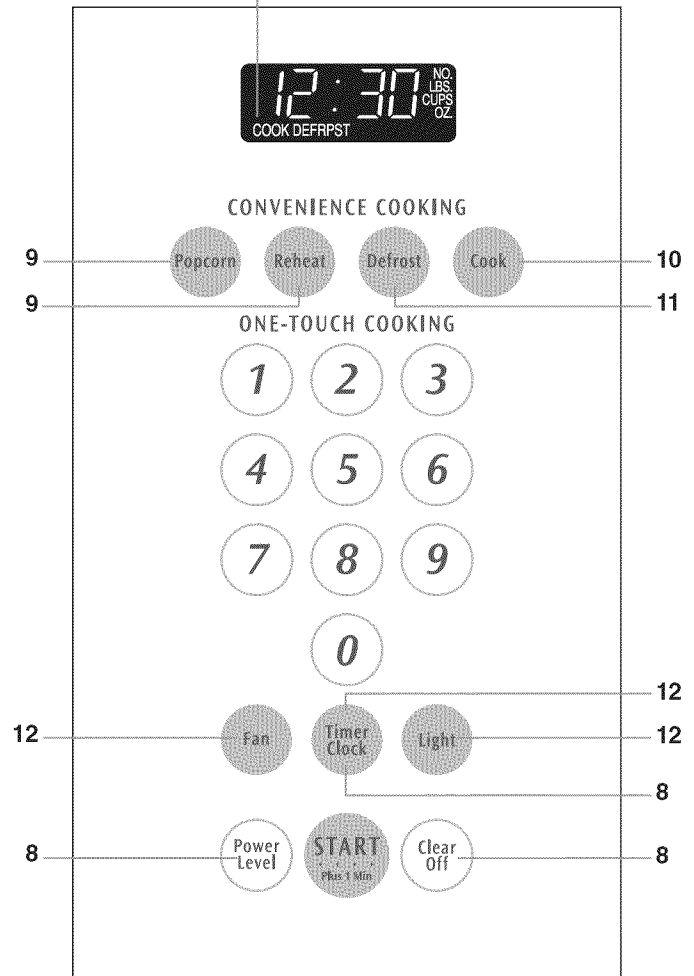 12:30
NO.
LBS.
CUPS
OZ.
COOK DEFRPST
CONVENIENCE COOKING
9 Popcorn Reheat Defrost Cook 10
9 11
ONE-TOUCH COOKING
1 2 3
4 5 6
7 8 9
0
12
12 Fan Timer Clock Light 12
8
8 Power Level START Clear Off 8
Plus 1 Min